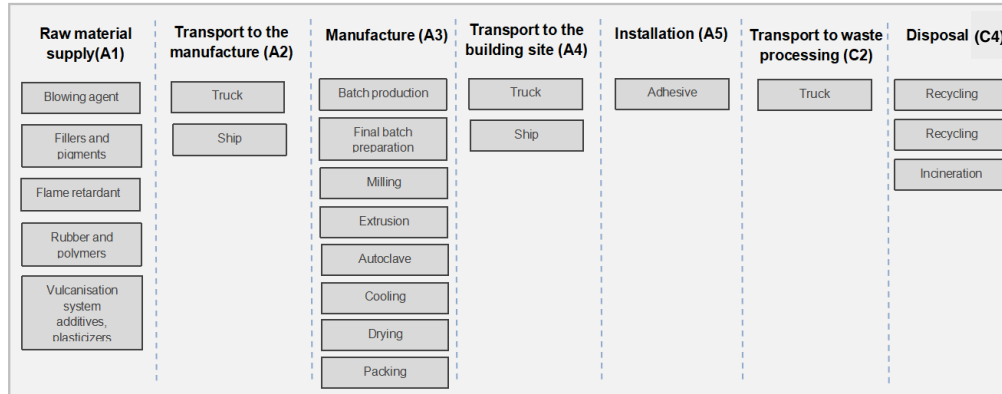 Raw material
supply(A1)
Blowing agent
Fillers and
pigments
Flame retardant
Rubber and
polymers
Vulcanisation
system
additives,
plasticizers
Transport to the
manufacture (A2)
Truck
Ship
Manufacture (A3)
Batch production
Final batch
preparation
Milling
Extrusion
Autoclave
Cooling
Drying
Packing
Transport to the
building site (A4)
Truck
Ship
Installation (A5)
Adhesive
Transport to waste
processing (C2)
Truck
Disposal (C4)
Recycling
Recycling
Incineration